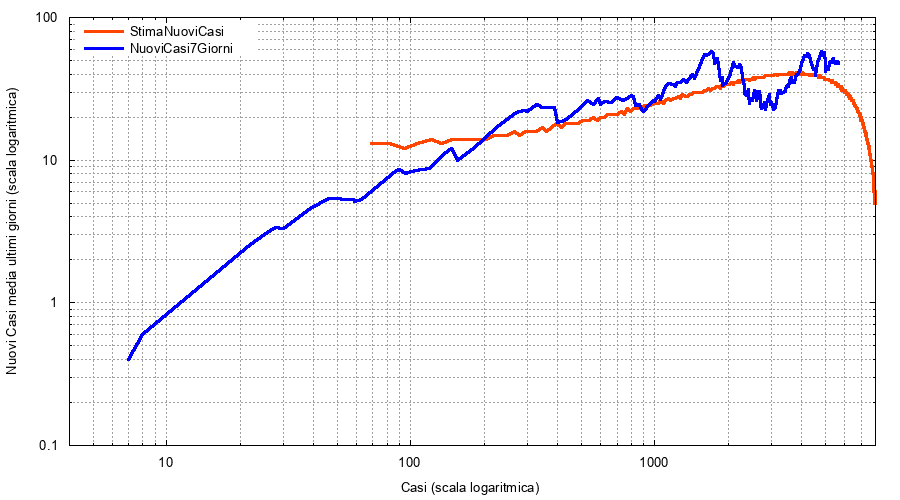 StimaNuoviCasi
NuoviCasi7Giorni
Nuovi Casi media ultimi giorni (scala logaritmica)
100
10
1
0.1
10
100
1000
Casi (scala logaritmica)